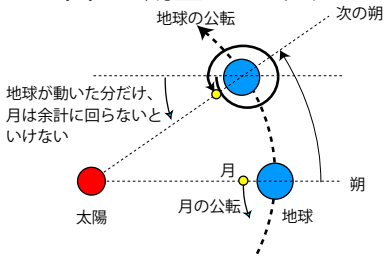 地球の公転
次の朔
地球が動いた分だけ、
月は余計に回らないと
いけない
月
朔
月の公転
太陽
地球